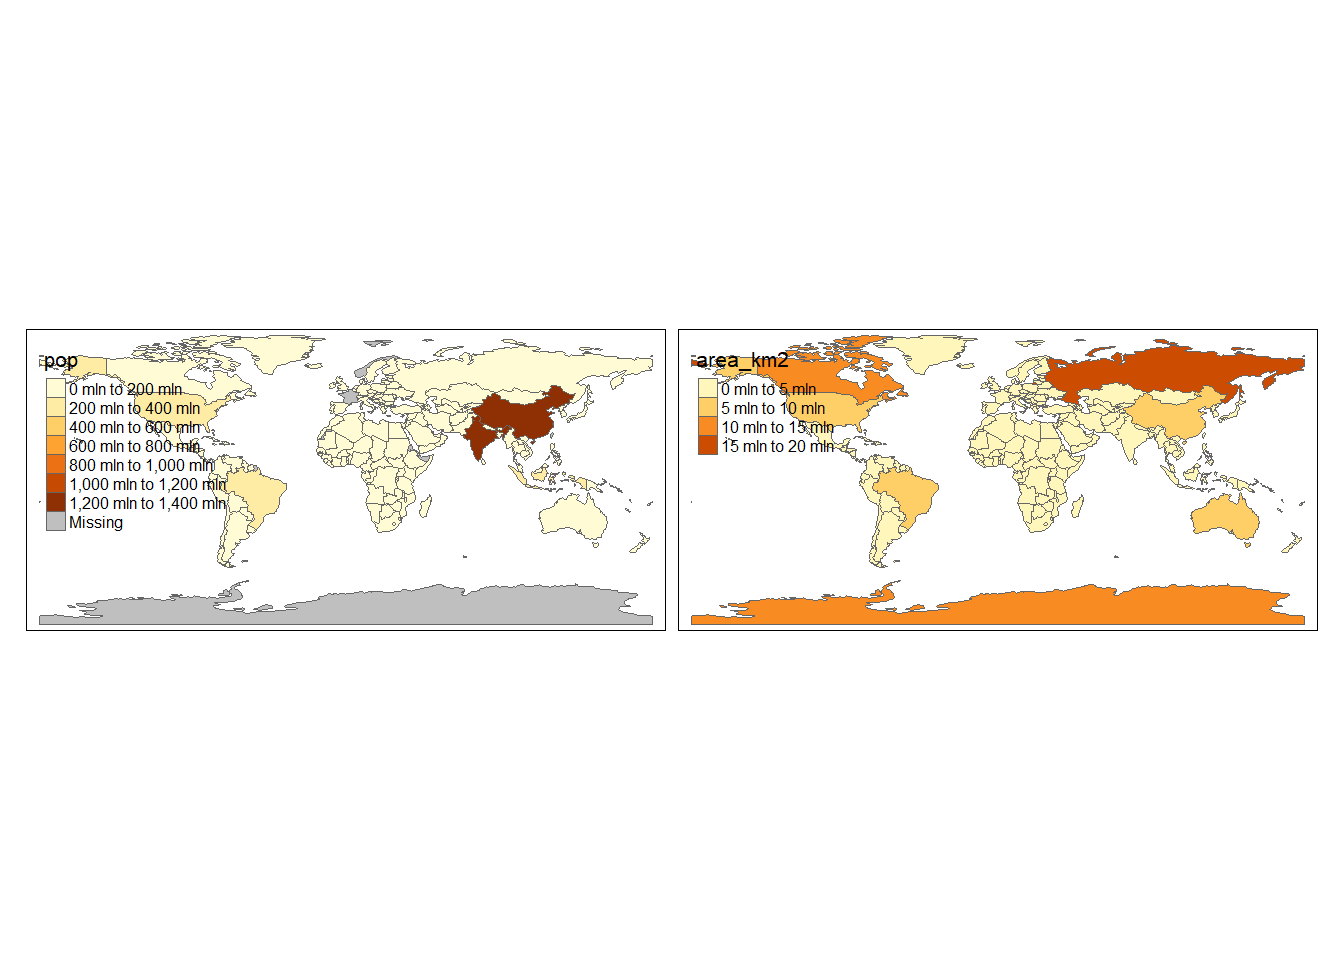 pop
0 mln to 200 mln
200 mln to 400 mln
400 mln to 600 mln
600 mln to 800 mln
800 mln to 1,000 mln
1,000 mln to 1,200 mln
1,200 mln to 1,400 mln
Missing
area_km2
0 mln to 5 mln
5 mln to 10 mln
10 mln to 15 mln
15 mln to 20 mln